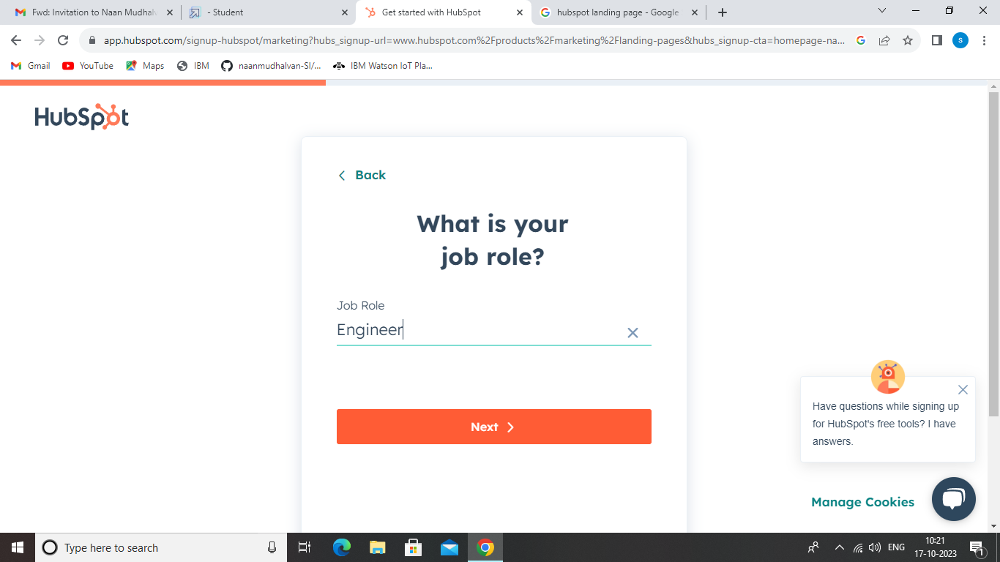 Fwd: Invitation to Naan Mudhalv
- Student
Get started with HubSpot
hubspot landing page - Google
app.hubspot.com/signup-hubspot/marketing?hubs_signup-url=www.hubspot.com%2Fproducts%2Fmarketing%2Flanding-pages&hubs_signup-cta=homepage-na...
S
Gmail
YouTube
Maps
IBM
naanmudhalvan-SI/...
IBM Watson IoT Pla...
HubSpot
Back
What is your
job role?
Job Role
Engineer
Next
Have questions while signing up
for HubSpot's free tools? I have
answers.
Manage Cookies
Type here to search
ENG
10:21
17-10-2023
1